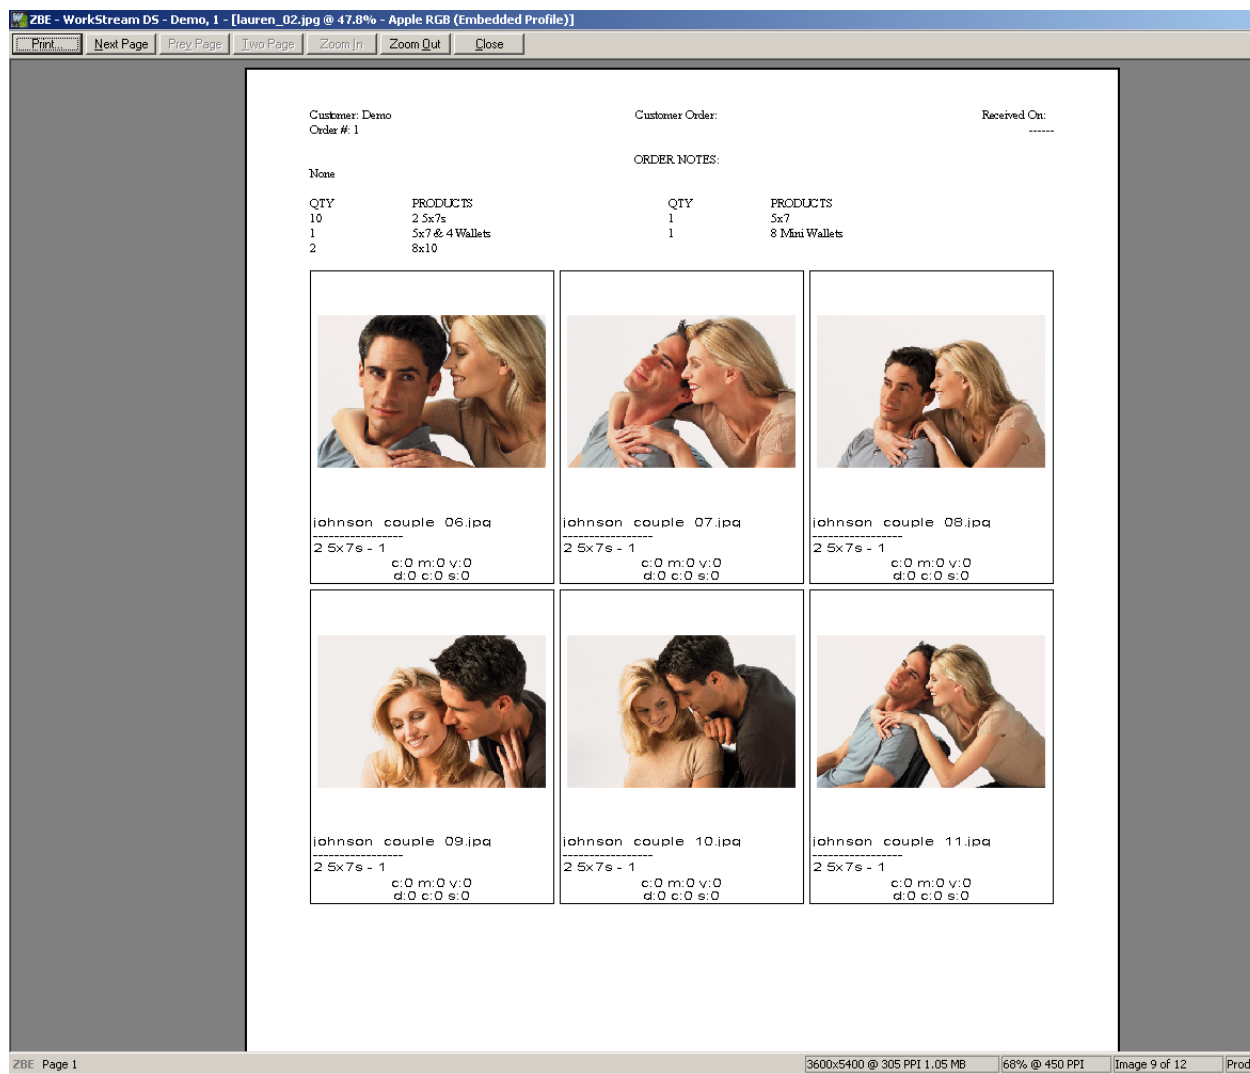 ZBE - WorkStream DS - Demo, 1 - [lauren_02.jpg @ 47.8% - Apple RGB (Embedded Profile)]
Print... Next Page Prev Page Two Page Zoom In Zoom Out Close
Customer: Demo Customer Order: Received On:
Order #: 1 ------
ORDER NOTES:
None
QTY PRODUCTS QTY PRODUCTS
10 2 5x7s 1 5x7
1 5x7 & 4 Wallets 1 8 Mini Wallets
2 8x10
johnson couple 06.jpg johnson couple 07.jpg johnson couple 08.jpg
----------------- ----------------- -----------------
2 5x7s - 1 2 5x7s - 1 2 5x7s - 1
c:0 m:0 y:0 c:0 m:0 y:0 c:0 m:0 y:0
d:0 c:0 s:0 d:0 c:0 s:0 d:0 c:0 s:0
johnson couple 09.jpg johnson couple 10.jpg johnson couple 11.jpg
----------------- ----------------- -----------------
2 5x7s - 1 2 5x7s - 1 2 5x7s - 1
c:0 m:0 y:0 c:0 m:0 y:0 c:0 m:0 y:0
d:0 c:0 s:0 d:0 c:0 s:0 d:0 c:0 s:0
ZBE Page 1 3600x5400 @ 305 PPI 1.05 MB 68% @ 450 PPI Image 9 of 12 Prod